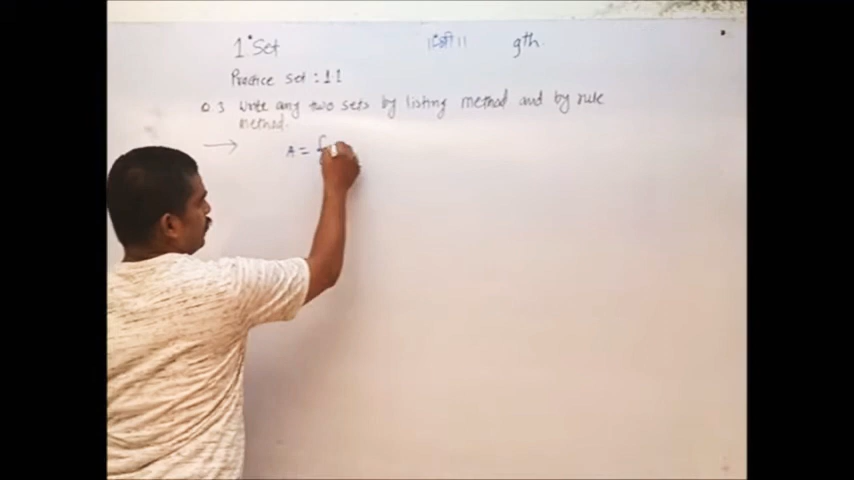 1 Set ॥श्री॥ 9th
Practice set : 1.1
Q 3 Write any two sets by listing method and by rule
method.
→ A = {